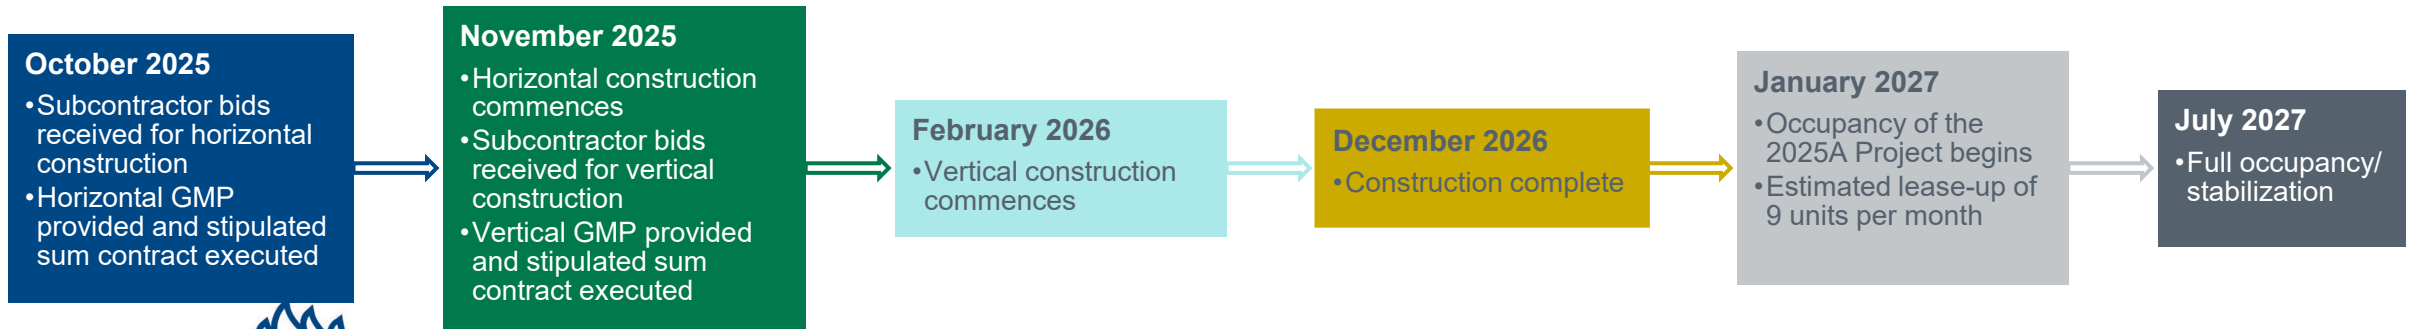 October 2025
•Subcontractor bids
received for horizontal
construction
•Horizontal GMP
provided and stipulated
sum contract executed
November 2025
•Horizontal construction
commences
•Subcontractor bids
received for vertical
construction
•Vertical GMP provided
and stipulated sum
contract executed
February 2026
•Vertical construction
commences
December 2026
•Construction complete
January 2027
•Occupancy of the
2025A Project begins
•Estimated lease-up of
9 units per month
July 2027
•Full occupancy/
stabilization